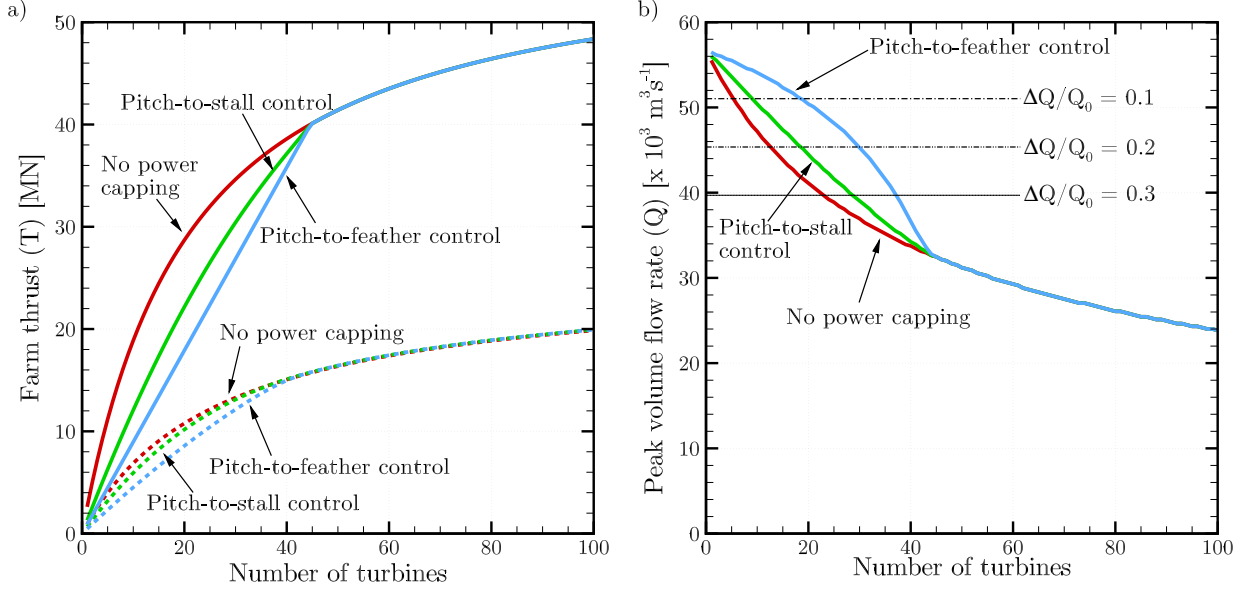 a)
Farm thrust (T) [MN]
50
40
30
20
10
0
Pitch-to-stall control
No power
capping
Pitch-to-feather control
No power capping
Pitch-to-feather control
Pitch-to-stall control
0
20
40
60
80
100
Number of turbines
b)
Peak volume flow rate (Q) [x 10³ m³s⁻¹]
60
50
40
30
20
10
0
Pitch-to-feather control
ΔQ/Q₀ = 0.1
ΔQ/Q₀ = 0.2
ΔQ/Q₀ = 0.3
Pitch-to-stall
control
No power capping
0
20
40
60
80
100
Number of turbines